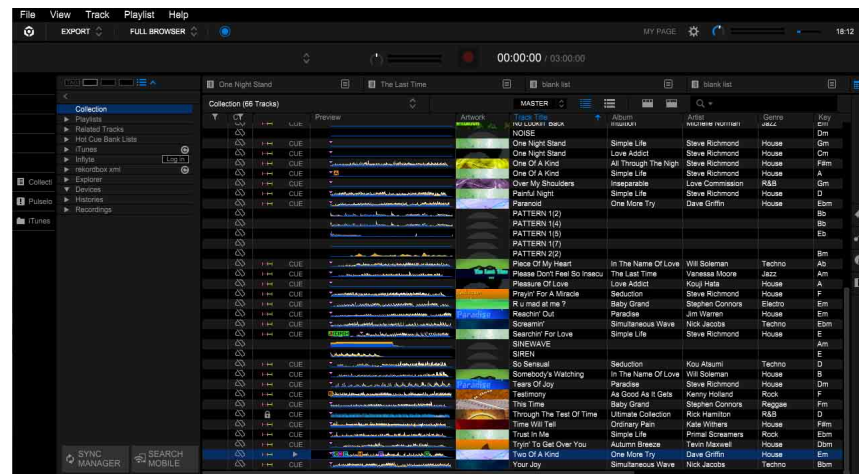 File View Track Playlist Help
EXPORT FULL BROWSER MY PAGE 18:12
00:00:00 / 03:00:00
One Night Stand The Last Time blank list blank list
Collection (66 Tracks) MASTER
Collection
Playlists
Related Tracks
Hot Cue Bank Lists
iTunes
Inflyte Log in
rekordbox xml
Explorer
Devices
Histories
Recordings
Collecti
Pulselo
iTunes
SYNC MANAGER
SEARCH MOBILE
Preview Artwork Track Title Album Artist Genre Key
CUE No Lookin' Back Intuition Michelle Norman Jazz Em
NOISE Dm
CUE One Night Stand Simple Life Steve Richmond House Gm
CUE One Night Stand Love Addict Steve Richmond House Cm
CUE One Of A Kind All Through The Nigh Steve Richmond House F#m
CUE One Of A Kind Simple Life Steve Richmond House A
CUE Over My Shoulders Inseparable Love Commission R&B Gm
CUE Painful Night Simple Life Steve Richmond House D
CUE Paranoid One More Try Dave Griffin House Ebm
PATTERN 1(2) Bb
PATTERN 1(4) Bb
PATTERN 1(5) Eb
PATTERN 1(7)
PATTERN 2(2) Bm
CUE Piece Of My Heart In The Name Of Love Will Soleman Techno Ab
CUE Please Don't Feel So Insecu The Last Time Vanessa Moore Jazz Am
CUE Pleasure Of Love Love Addict Kouji Hata House A
CUE Prayin' For A Miracle Seduction Steve Richmond House F
CUE R u mad at me ? Baby Grand Stephen Connors Electro Em
CUE Reachin' Out Paradise Jim Warren House Em
CUE Screamin' Simultaneous Wave Nick Jacobs Techno Ebm
CUE Searchin' For Love Simple Life Steve Richmond House E
SINEWAVE Am
SIREN E
CUE So Sensual Seduction Kou Atsumi Techno D
CUE Somebody's Watching In The Name Of Love Will Soleman House B
CUE Tears Of Joy Paradise Steve Richmond House Dm
CUE Testimony As Good As It Gets Kenny Holland Rock F
CUE This Time Baby Grand Stephen Connors Reggae Fm
CUE Through The Test Of Time Ultimate Collection Rick Hamilton R&B D
CUE Time Will Tell Ordinary Pain Kate Withers House F#m
CUE Trust In Me Simple Life Primal Screamers Rock Ebm
CUE Tryin' To Get Over You Autumn Breeze Tevin Maxwell House Dbm
Two Of A Kind One More Try Dave Griffin House Em
CUE Your Joy Simultaneous Wave Nick Jacobs Techno Bbm